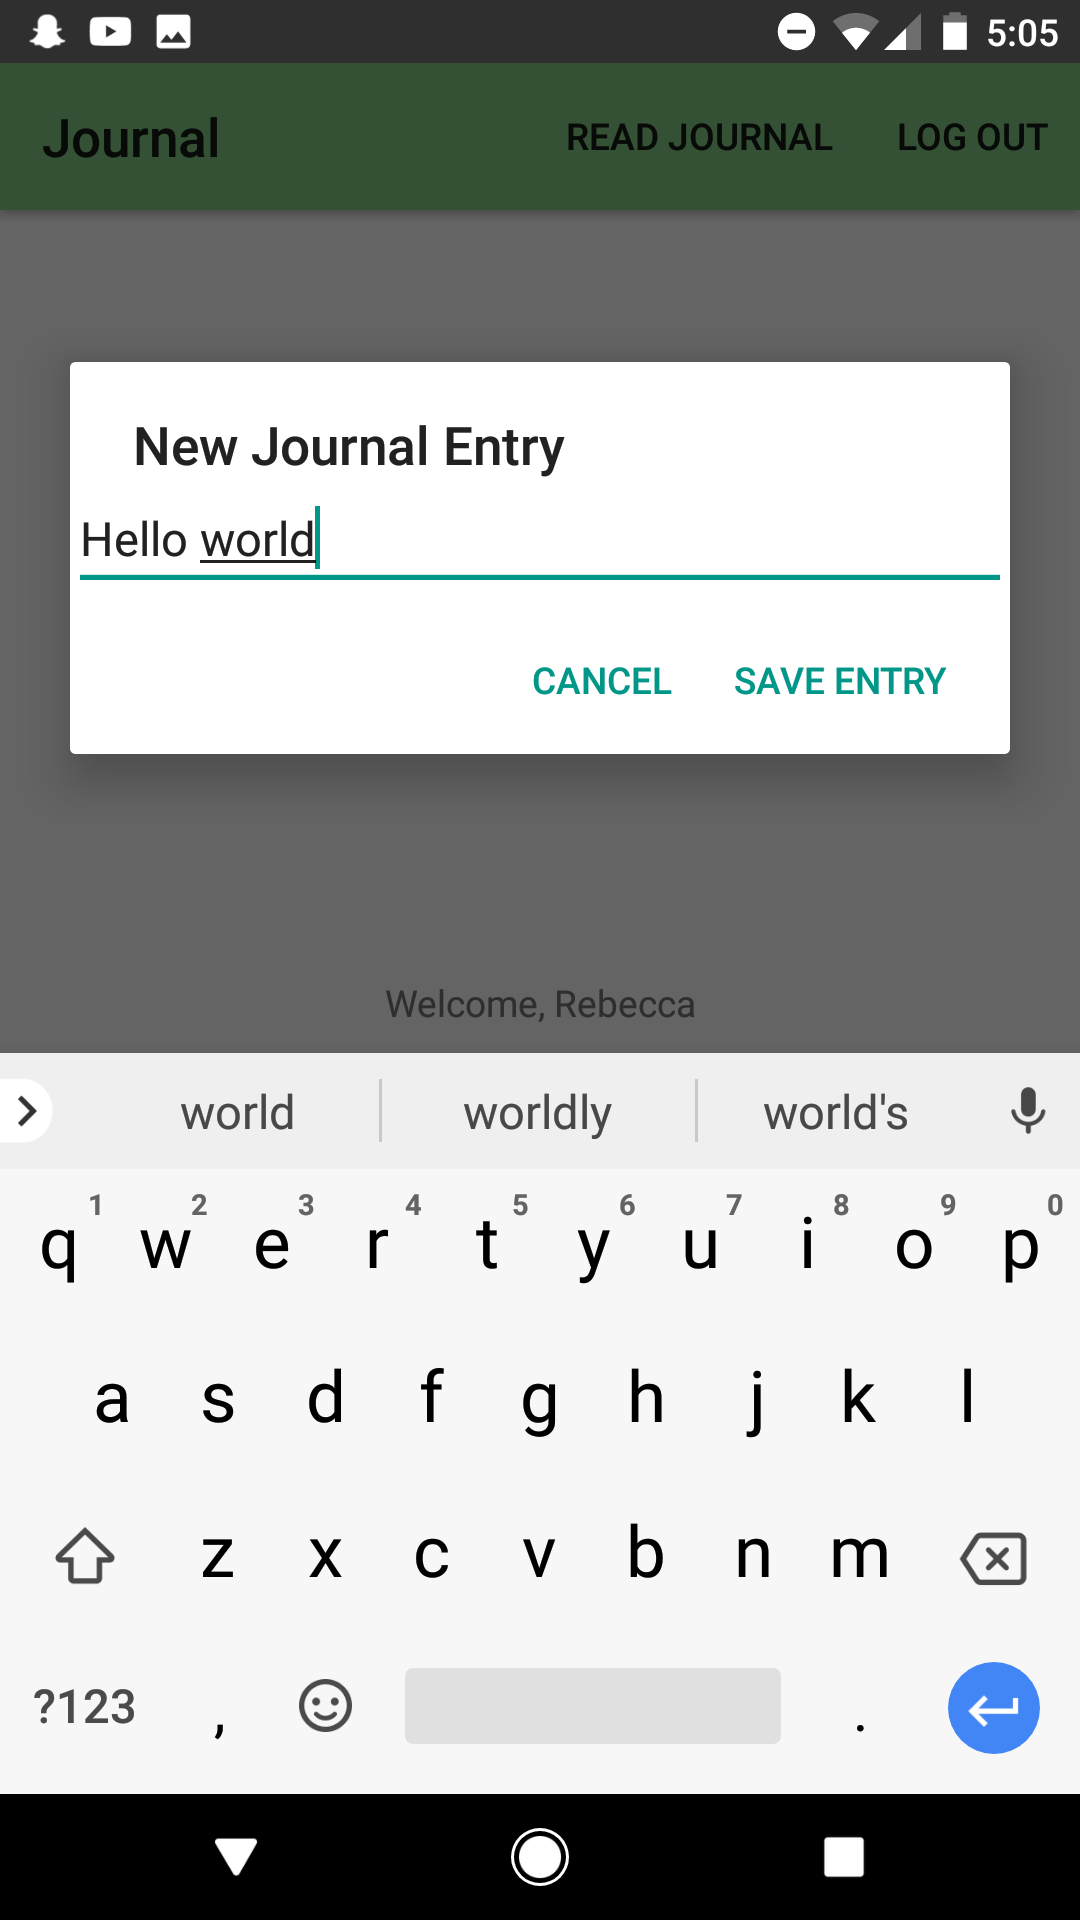 5:05
Journal READ JOURNAL LOG OUT
New Journal Entry
Hello world
CANCEL SAVE ENTRY
Welcome, Rebecca
world worldly world's
1 2 3 4 5 6 7 8 9 0
q w e r t y u i o p
a s d f g h j k l
z x c v b n m
?123 , .